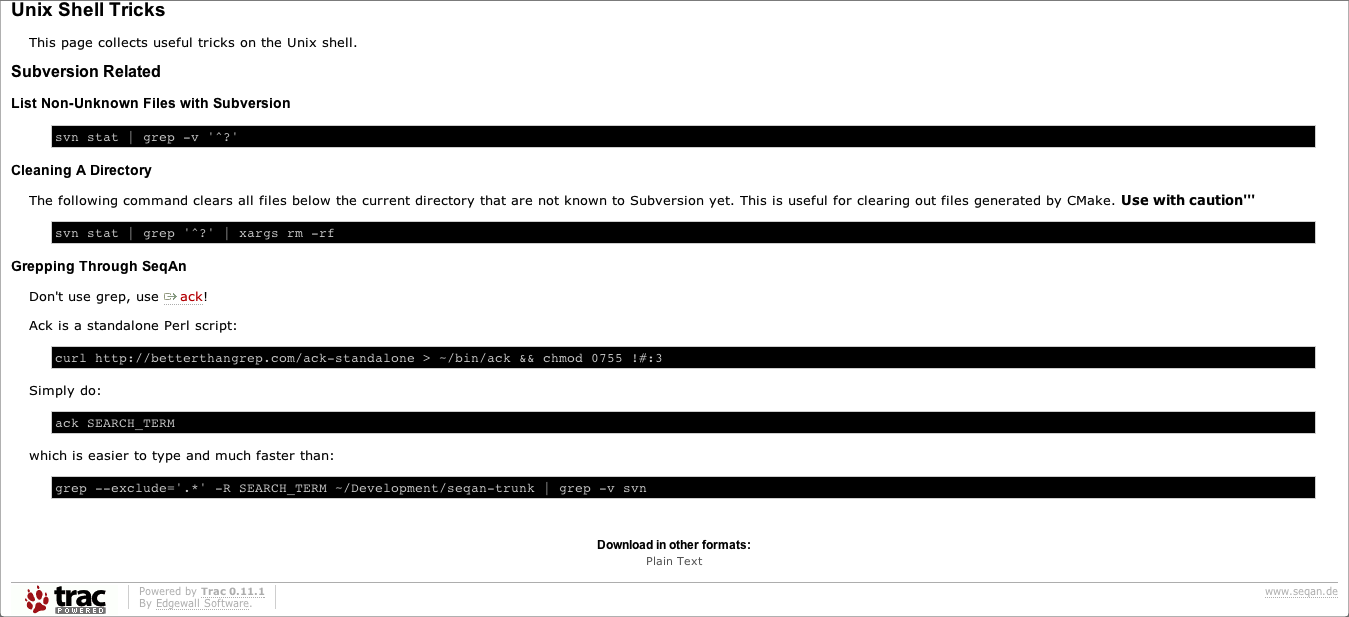 Unix Shell Tricks
This page collects useful tricks on the Unix shell.
Subversion Related
List Non-Unknown Files with Subversion
svn stat | grep -v '^?'
Cleaning A Directory
The following command clears all files below the current directory that are not known to Subversion yet. This is useful for clearing out files generated by CMake. Use with caution'''
svn stat | grep '^?' | xargs rm -rf
Grepping Through SeqAn
Don't use grep, use ack!
Ack is a standalone Perl script:
curl http://betterthangrep.com/ack-standalone > ~/bin/ack && chmod 0755 !#:3
Simply do:
ack SEARCH_TERM
which is easier to type and much faster than:
grep --exclude='.*' -R SEARCH_TERM ~/Development/seqan-trunk | grep -v svn
Download in other formats:
Plain Text
trac
POWERED
Powered by Trac 0.11.1
By Edgewall Software.
www.seqan.de